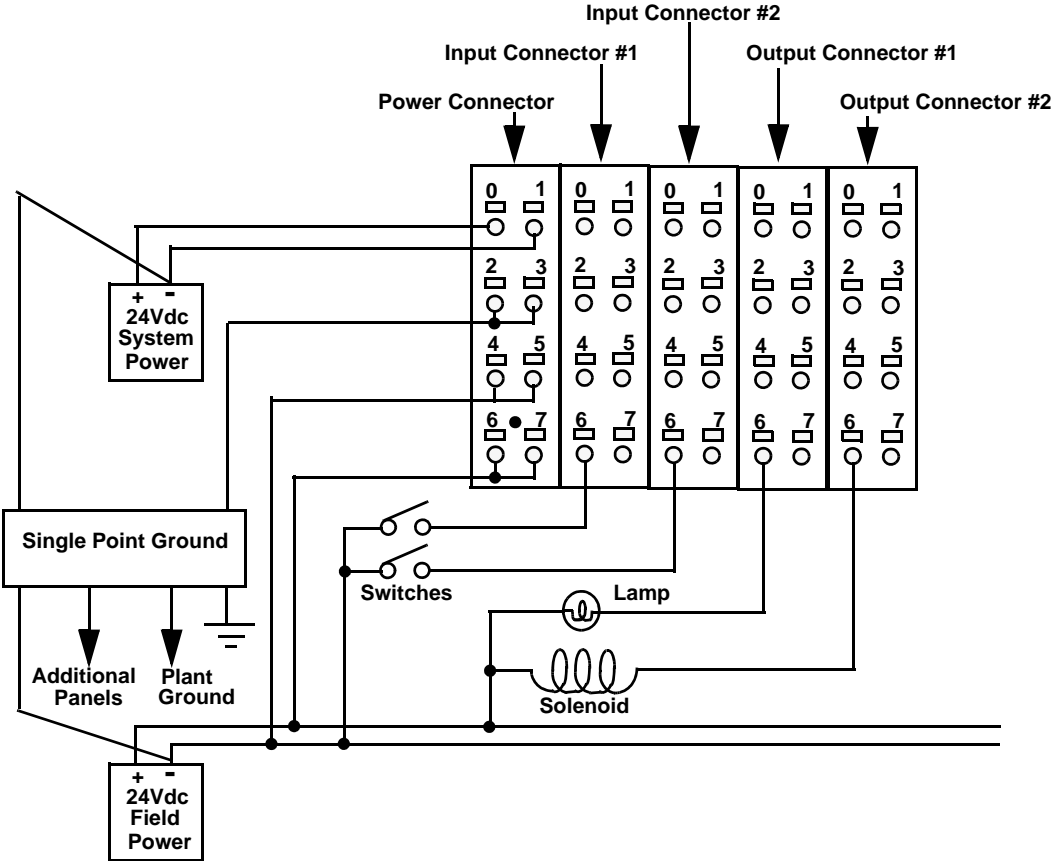 Input Connector #2
Input Connector #1
Output Connector #1
Power Connector
Output Connector #2
0 1 0 1 0 1 0 1 0 1
2 3 2 3 2 3 2 3 2 3
+ -
24Vdc
System
Power
4 5 4 5 4 5 4 5 4 5
6 7 6 7 6 7 6 7 6 7
Single Point Ground
Switches
Lamp
Additional
Panels
Plant
Ground
Solenoid
+ -
24Vdc
Field
Power